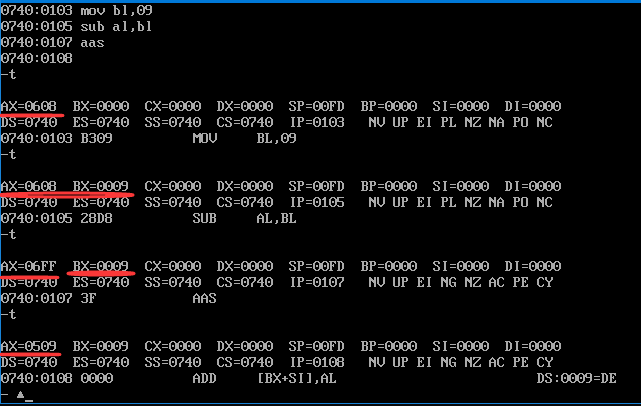 0740:0103 mov bl,09
0740:0105 sub al,bl
0740:0107 aas
0740:0108
-t
AX=0608 BX=0000 CX=0000 DX=0000 SP=00FD BP=0000 SI=0000 DI=0000
DS=0740 ES=0740 SS=0740 CS=0740 IP=0103 NV UP EI PL NZ NA PO NC
0740:0103 B309 MOV BL,09
-t
AX=0608 BX=0009 CX=0000 DX=0000 SP=00FD BP=0000 SI=0000 DI=0000
DS=0740 ES=0740 SS=0740 CS=0740 IP=0105 NV UP EI PL NZ NA PO NC
0740:0105 28D8 SUB AL,BL
-t
AX=06FF BX=0009 CX=0000 DX=0000 SP=00FD BP=0000 SI=0000 DI=0000
DS=0740 ES=0740 SS=0740 CS=0740 IP=0107 NV UP EI NG NZ AC PE CY
0740:0107 3F AAS
-t
AX=0509 BX=0009 CX=0000 DX=0000 SP=00FD BP=0000 SI=0000 DI=0000
DS=0740 ES=0740 SS=0740 CS=0740 IP=0108 NV UP EI NG NZ AC PE CY
0740:0108 0000 ADD [BX+SI],AL DS:0009=DE
- ▲_